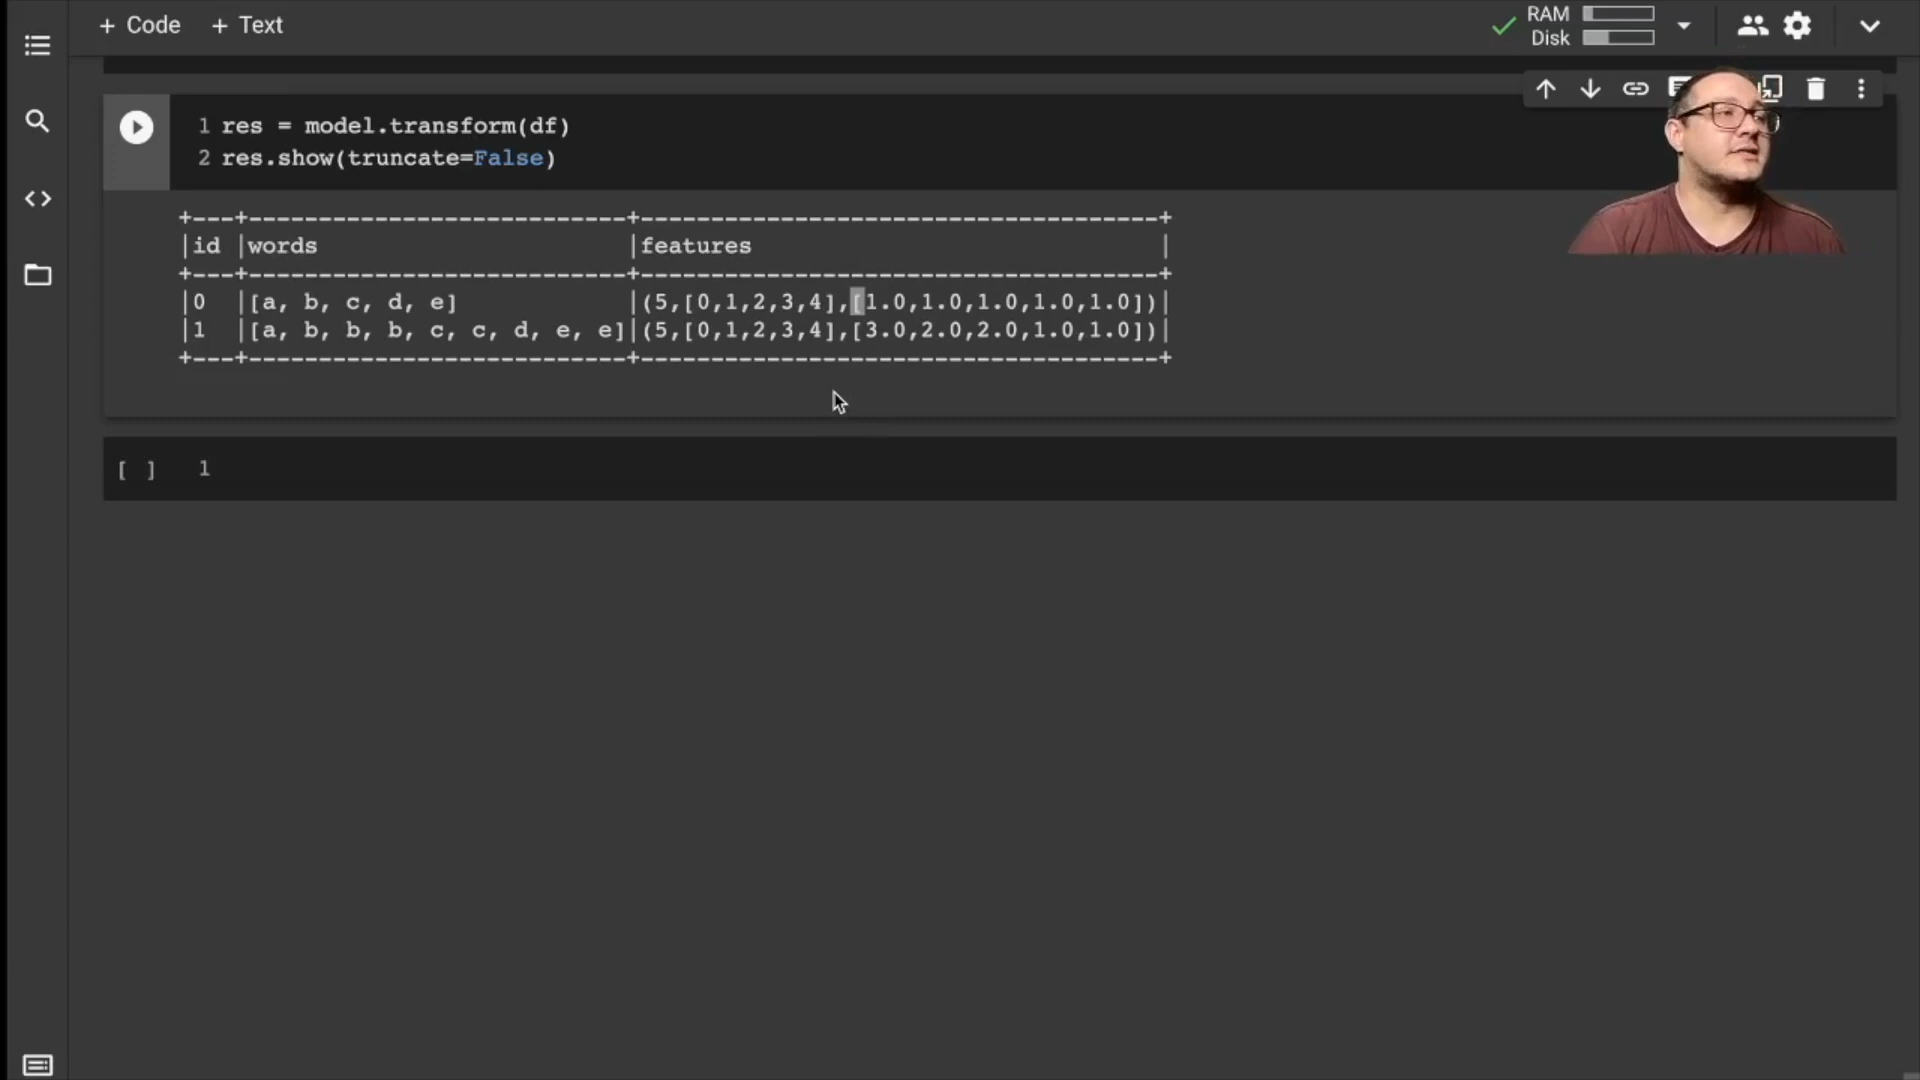 + Code + Text
RAM
Disk
1 res = model.transform(df)
2 res.show(truncate=False)
+---+---------------------------+-------------------------------------+
|id |words |features |
+---+---------------------------+-------------------------------------+
|0 |[a, b, c, d, e] |(5,[0,1,2,3,4],[1.0,1.0,1.0,1.0,1.0])|
|1 |[a, b, b, b, c, c, d, e, e]|(5,[0,1,2,3,4],[3.0,2.0,2.0,1.0,1.0])|
+---+---------------------------+-------------------------------------+
[ ] 1